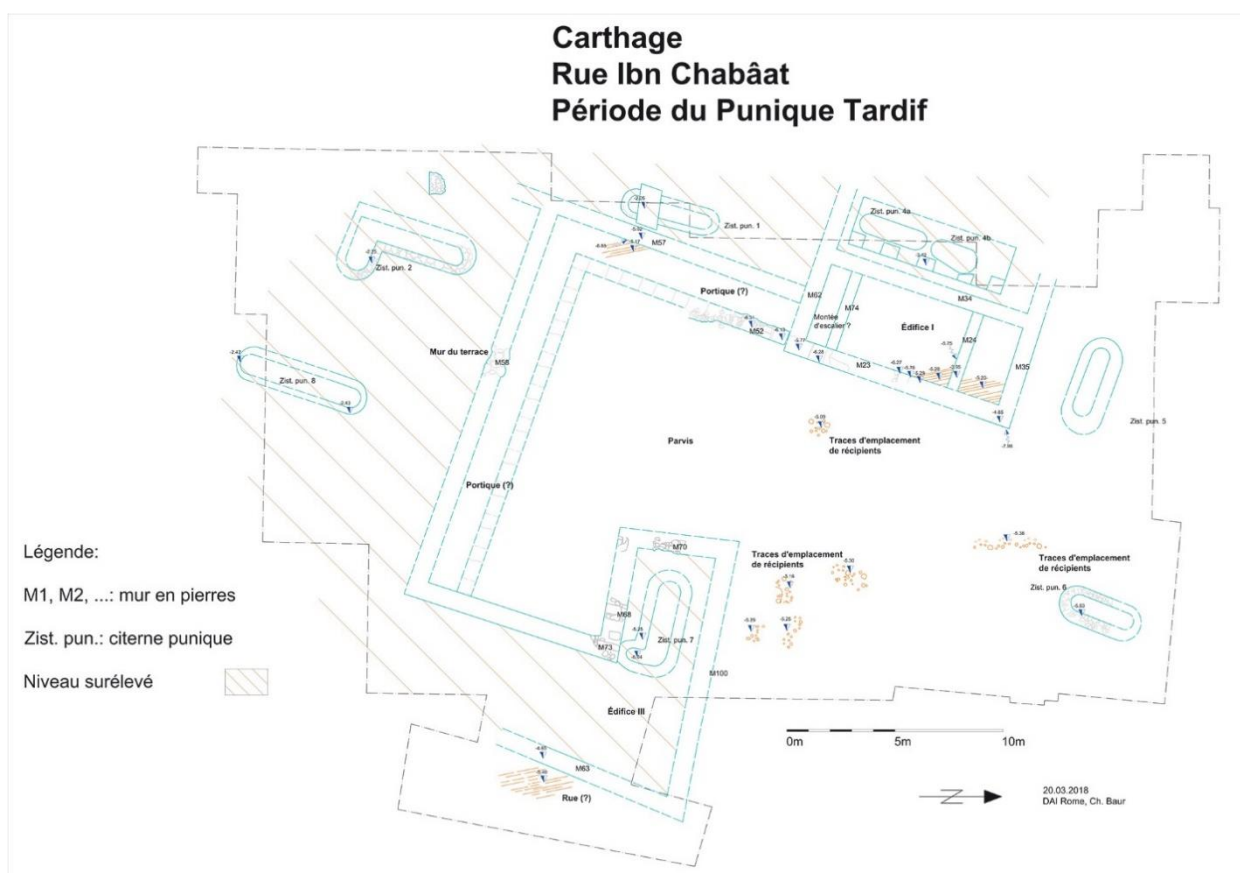 Carthage
Rue Ibn Chabâat
Période du Punique Tardif
Zist. pun. 1
M57
Zist. pun. 2
Zist. pun. 4a
Zist. pun. 4b
Portique (?)
M62
M74
M34
Montée
d'escalier ?
Édifice I
M52
M24
M23
M35
Mur du terrace
M58
Zist. pun. 8
-2.42
Zist. pun. 5
Parvis
Traces d'emplacement
de récipients
Portique (?)
Légende:
M1, M2, ...: mur en pierres
Zist. pun.: citerne punique
Niveau surélevé
M70
Traces d'emplacement
de récipients
Traces d'emplacement
de récipients
Zist. pun. 6
M68
Zist. pun. 7
M73
M100
Édifice III
M63
Rue (?)
0m
5m
10m
20.03.2018
DAI Rome, Ch. Baur